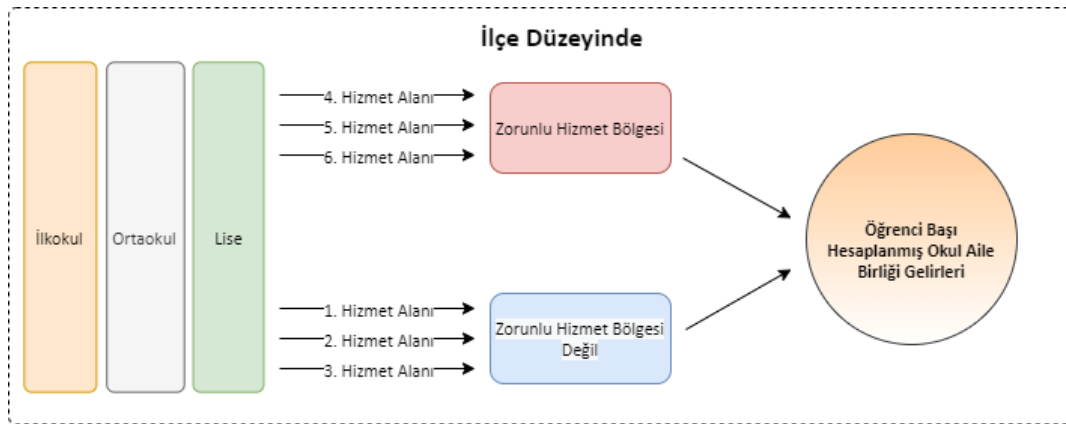 İlçe Düzeyinde
İlkokul
Ortaokul
Lise
4. Hizmet Alanı
5. Hizmet Alanı
6. Hizmet Alanı
Zorunlu Hizmet Bölgesi
1. Hizmet Alanı
2. Hizmet Alanı
3. Hizmet Alanı
Zorunlu Hizmet Bölgesi
Değil
Öğrenci Başı
Hesaplanmış Okul Aile
Birliği Gelirleri